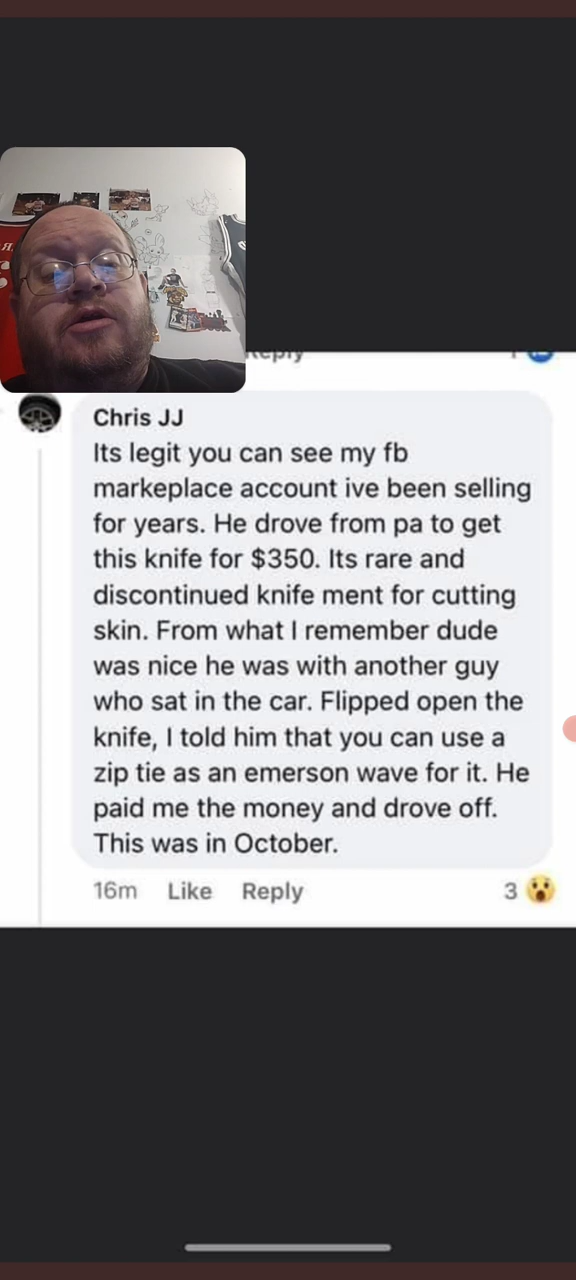 Reply
Chris JJ
Its legit you can see my fb
markeplace account ive been selling
for years. He drove from pa to get
this knife for $350. Its rare and
discontinued knife ment for cutting
skin. From what I remember dude
was nice he was with another guy
who sat in the car. Flipped open the
knife, I told him that you can use a
zip tie as an emerson wave for it. He
paid me the money and drove off.
This was in October.
16m Like Reply 3